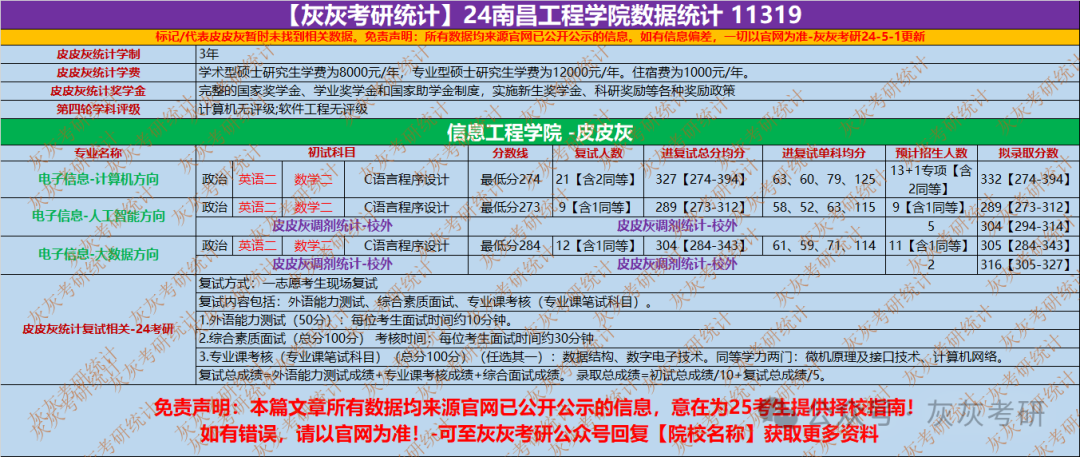 【灰灰考研统计】24南昌工程学院数据统计 11319
标记/代表皮皮灰暂时未找到相关数据。免责声明：所有数据均来源官网已公开公示的信息。如有信息偏差，一切以官网为准-灰灰考研24-5-1更新
皮皮灰统计学制 3年
皮皮灰统计学费 学术型硕士研究生学费为8000元/年，专业型硕士研究生学费为12000元/年。住宿费为1000元/年。
皮皮灰统计奖学金 完整的国家奖学金、学业奖学金和国家助学金制度，实施新生奖学金、科研奖励等各种奖励政策
第四轮学科评级 计算机无评级;软件工程无评级
信息工程学院 -皮皮灰
专业名称 初试科目 分数线 复试人数 进复试总分均分 进复试单科均分 预计招生人数 拟录取分数
电子信息-计算机方向 政治 英语二 数学二 C语言程序设计 最低分274 21【含2同等】 327【274-394】 63、60、79、125 13+1专项【含2同等】 332【274-394】
电子信息-人工智能方向 政治 英语二 数学二 C语言程序设计 最低分273 9【含1同等】 289【273-312】 58、52、63、115 9【含1同等】 289【273-312】
皮皮灰调剂统计-校外 皮皮灰调剂统计-校外 5 304【294-314】
电子信息-大数据方向 政治 英语二 数学二 C语言程序设计 最低分284 12【含1同等】 304【284-343】 61、59、71、114 11【含1同等】 305【284-343】
皮皮灰调剂统计-校外 皮皮灰调剂统计-校外 2 316【305-327】
皮皮灰统计复试相关-24考研
复试方式：一志愿考生现场复试
复试内容包括：外语能力测试、综合素质面试、专业课考核（专业课笔试科目）。
1.外语能力测试（50分）：每位考生面试时间约10分钟。
2.综合素质面试（总分100分） 考核时间：每位考生面试时间约30分钟
3.专业课考核（专业课笔试科目）（总分100分）（任选其一）：数据结构、数字电子技术。同等学力两门：微机原理及接口技术、计算机网络。
复试总成绩=外语能力测试成绩+专业课考核成绩+综合面试成绩。 录取总成绩=初试总成绩/10+复试总成绩/5。
免责声明：本篇文章所有数据均来源官网已公开公示的信息，意在为25考生提供择校指南！
如有错误，请以官网为准！-可至灰灰考研公众号回复【院校名称】获取更多资料
公众号 灰灰考研
灰灰考研统计